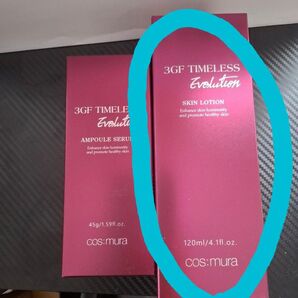 3GF TIMELESS
Evolution
AMPOULE SERUM
Enhance skin luminosity
and promote healthy skin
45g/1.59fl.oz.
cos:mura
3GF TIMELESS
Evolution
SKIN LOTION
Enhance skin luminosity
and promote healthy skin
120ml/4.1fl.oz.
cos:mura